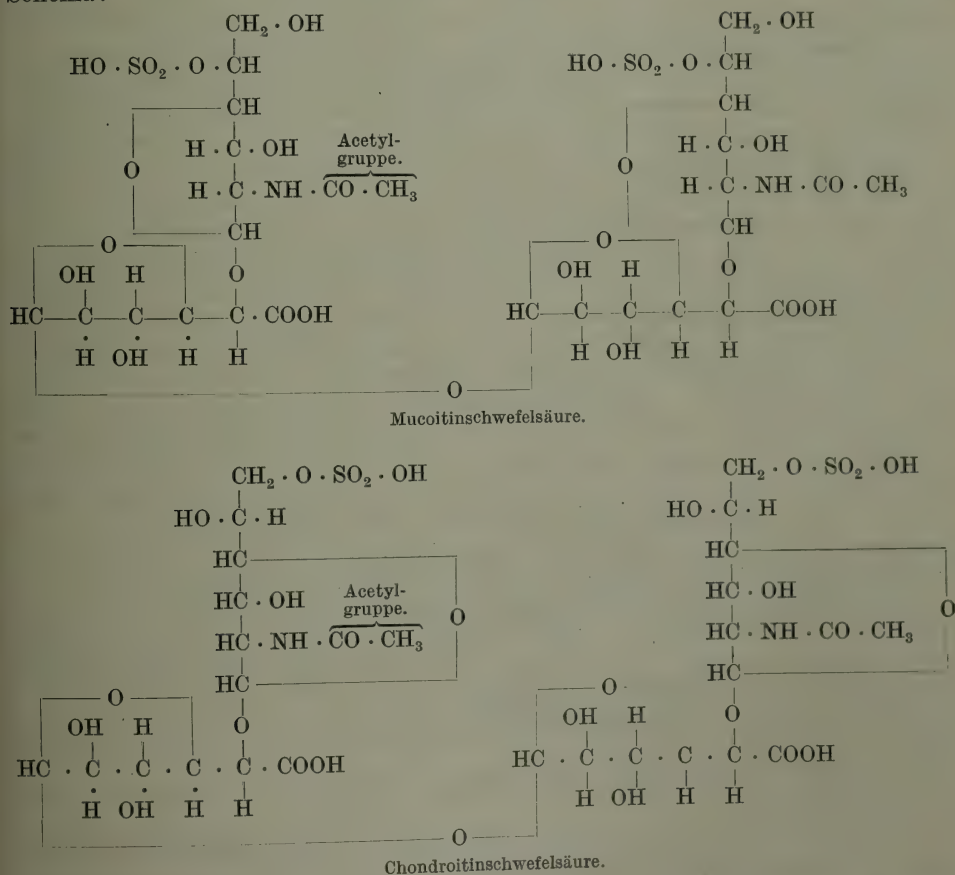 CH₂ · OH CH₂ · OH
HO · SO₂ · O · CH HO · SO₂ · O · CH
CH CH
H · C · OH Acetyl- H · C · OH
gruppe.
O O
H · C · NH · CO · CH₃ H · C · NH · CO · CH₃
CH CH
O O
OH H O OH H O
HC—C—C—C—C · COOH HC—C—C—C—C—COOH
H OH H H H OH H H
O
Mucoitinschwefelsäure.
CH₂ · O · SO₂ · OH CH₂ · O · SO₂ · OH
HO · C · H HO · C · H
HC HC
HC · OH Acetyl- HC · OH
gruppe.
O O
HC · NH · CO · CH₃ HC · NH · CO · CH₃
HC HC
O O
OH H O OH H O
HC · C · C · C · C · COOH HC · C · C · C · C · COOH
H OH H H H OH H H
O
Chondroitinschwefelsäure.